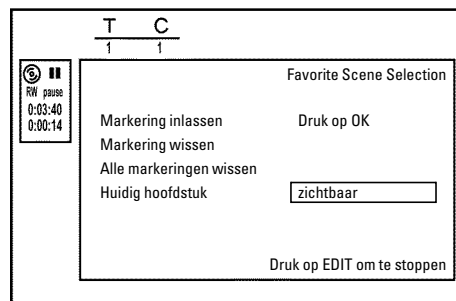 T C
1 1
RW pause
0:03:40
0:00:14
Favorite Scene Selection
Markering inlassen Druk op OK
Markering wissen
Alle markeringen wissen
Huidig hoofdstuk zichtbaar
Druk op EDIT om te stoppen